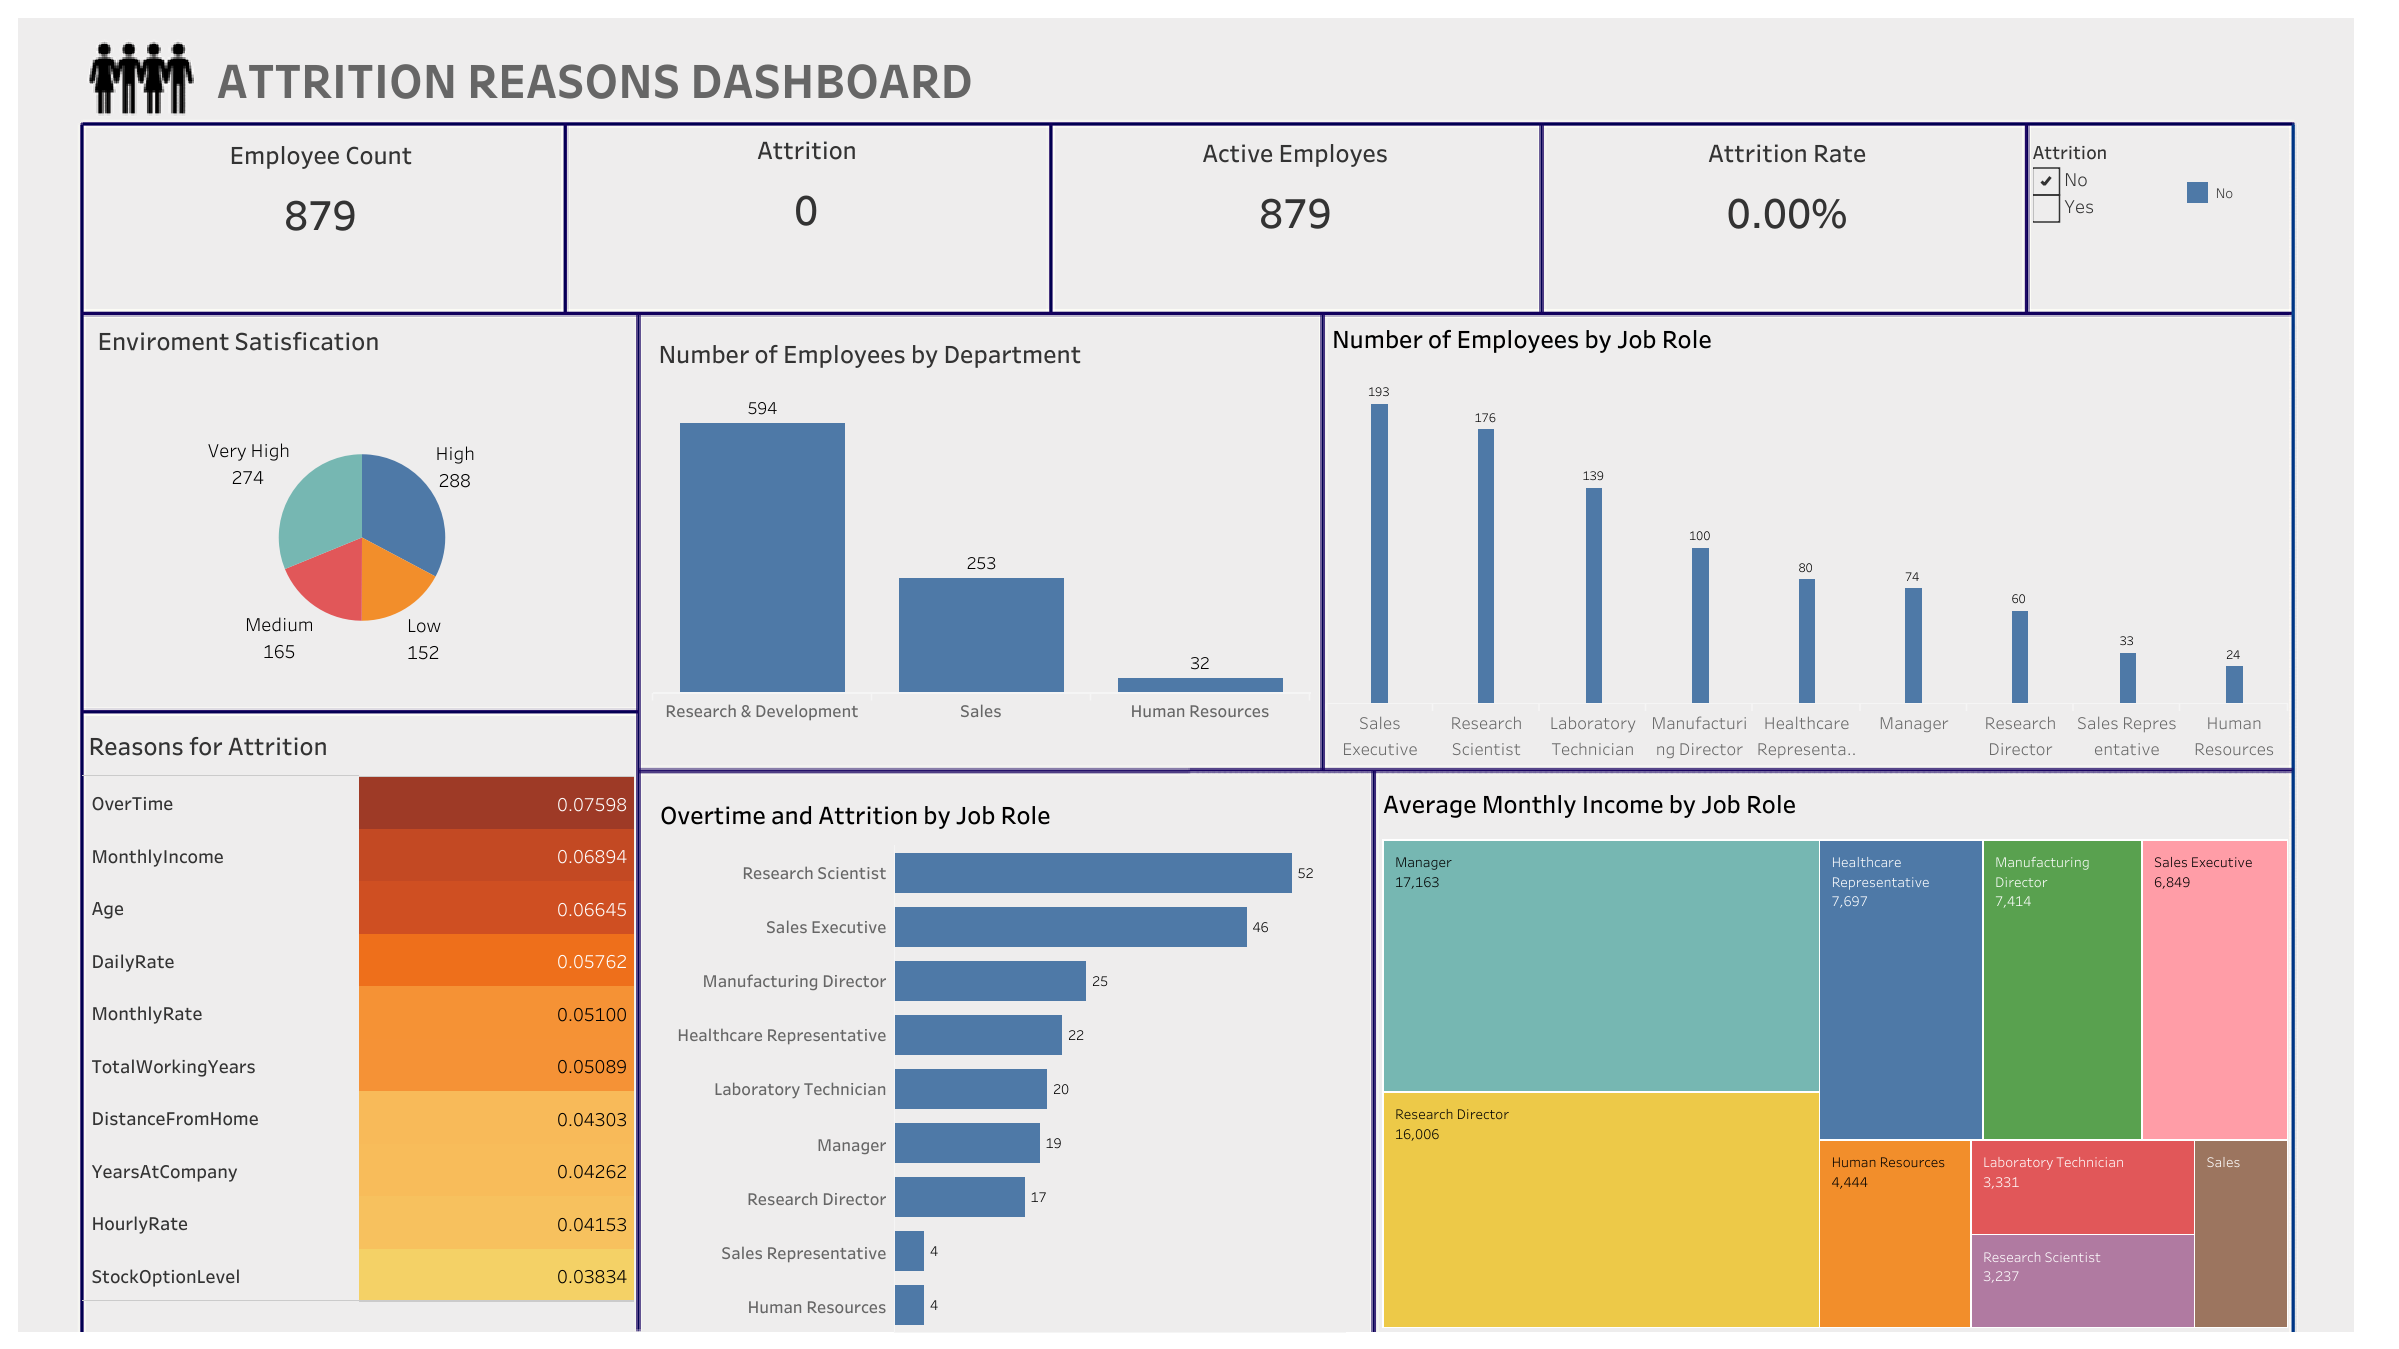 ATTRITION REASONS DASHBOARD
Employee Count
879
Attrition
0
Active Employes
879
Attrition Rate
0.00%
Attrition
No
Yes
No
Enviroment Satisfication
Very High
274
High
288
Medium
165
Low
152
Number of Employees by Department
594
253
32
Research & Development
Sales
Human Resources
Number of Employees by Job Role
193
176
139
100
80
74
60
33
24
Sales
Executive
Research
Scientist
Laboratory
Technician
Manufacturi
ng Director
Healthcare
Representa..
Manager
Research
Director
Sales Repres
entative
Human
Resources
Reasons for Attrition
OverTime 0.07598
MonthlyIncome 0.06894
Age 0.06645
DailyRate 0.05762
MonthlyRate 0.05100
TotalWorkingYears 0.05089
DistanceFromHome 0.04303
YearsAtCompany 0.04262
HourlyRate 0.04153
StockOptionLevel 0.03834
Overtime and Attrition by Job Role
Research Scientist 52
Sales Executive 46
Manufacturing Director 25
Healthcare Representative 22
Laboratory Technician 20
Manager 19
Research Director 17
Sales Representative 4
Human Resources 4
Average Monthly Income by Job Role
Manager
17,163
Research Director
16,006
Healthcare
Representative
7,697
Manufacturing
Director
7,414
Sales Executive
6,849
Human Resources
4,444
Laboratory Technician
3,331
Research Scientist
3,237
Sales